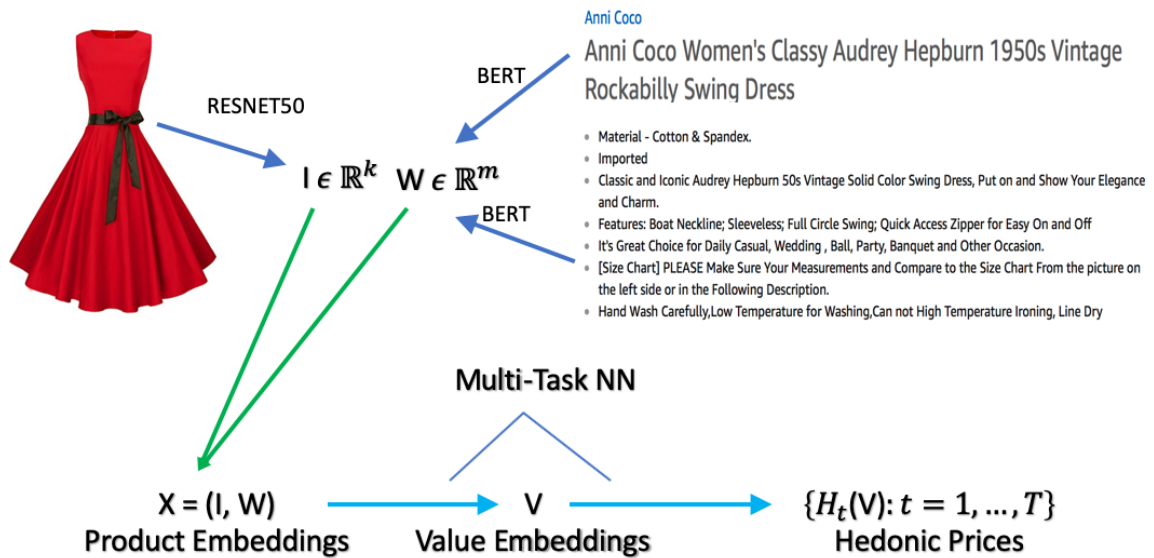 Anni Coco
Anni Coco Women's Classy Audrey Hepburn 1950s Vintage
Rockabilly Swing Dress
BERT
RESNET50
Material - Cotton & Spandex.
Imported
Classic and Iconic Audrey Hepburn 50s Vintage Solid Color Swing Dress, Put on and Show Your Elegance
and Charm.
I ϵ ℝ^k W ϵ ℝ^m
BERT
Features: Boat Neckline; Sleeveless; Full Circle Swing; Quick Access Zipper for Easy On and Off
It's Great Choice for Daily Casual, Wedding , Ball, Party, Banquet and Other Occasion.
[Size Chart] PLEASE Make Sure Your Measurements and Compare to the Size Chart From the picture on
the left side or in the Following Description.
Hand Wash Carefully,Low Temperature for Washing,Can not High Temperature Ironing, Line Dry
Multi-Task NN
X = (I, W)
Product Embeddings
V
Value Embeddings
{H_t(V): t = 1, ..., T}
Hedonic Prices